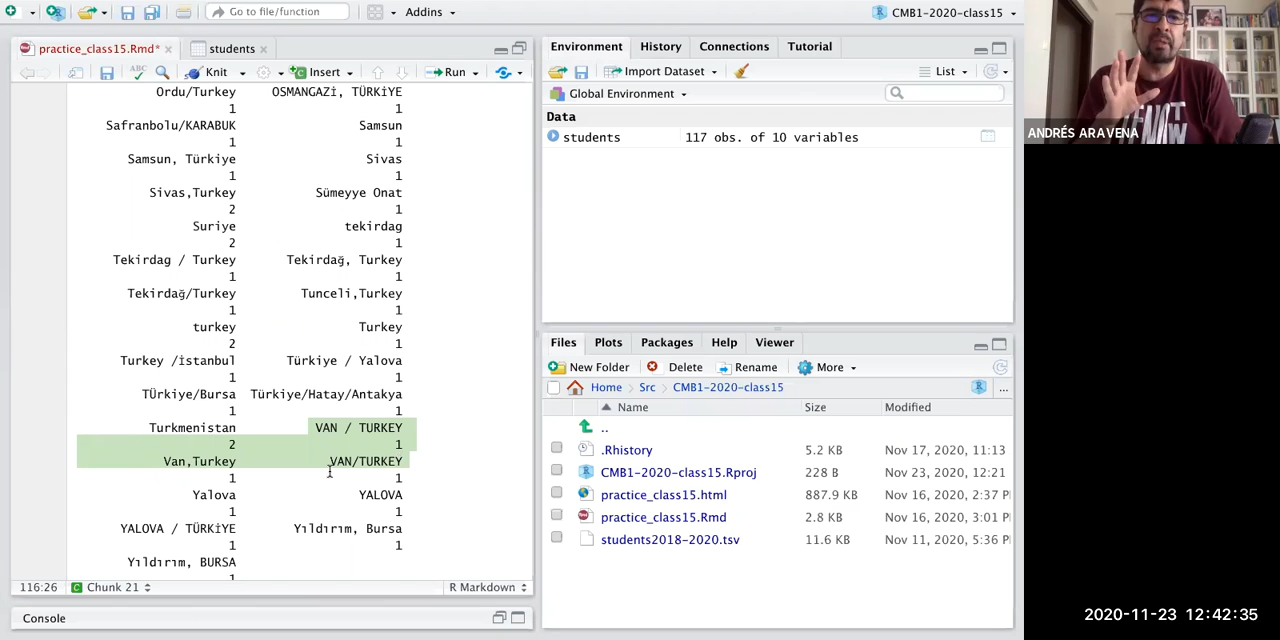 Go to file/function
Addins
CMB1-2020-class15
practice_class15.Rmd*
students
Knit
Insert
Run
Ordu/Turkey OSMANGAZİ, TÜRKİYE
1 1
Safranbolu/KARABUK Samsun
1 1
Samsun, Türkiye Sivas
1 1
Sivas,Turkey Sümeyye Onat
2 1
Suriye tekirdag
2 1
Tekirdag / Turkey Tekirdağ, Turkey
1 1
Tekirdağ/Turkey Tunceli,Turkey
1 1
turkey Turkey
2 1
Turkey /İstanbul Türkiye / Yalova
1 1
TÜrkiye/Bursa Türkiye/Hatay/Antakya
1 1
Turkmenistan VAN / TURKEY
2 1
Van,Turkey VAN/TURKEY
1 1
Yalova YALOVA
1 1
YALOVA / TÜRKİYE Yıldırım, Bursa
1 1
Yıldırım, BURSA
1
116:26 Chunk 21 R Markdown
Console
Environment History Connections Tutorial
Import Dataset List
Global Environment
Data
students 117 obs. of 10 variables
Files Plots Packages Help Viewer
New Folder Delete Rename More
Home Src CMB1-2020-class15 ...
Name Size Modified
..
.Rhistory 5.2 KB Nov 17, 2020, 11:13
CMB1-2020-class15.Rproj 228 B Nov 23, 2020, 12:21
practice_class15.html 887.9 KB Nov 16, 2020, 2:37 P
practice_class15.Rmd 2.8 KB Nov 16, 2020, 3:01 P
students2018-2020.tsv 11.6 KB Nov 11, 2020, 5:36 P
ANDRÉS ARAVENA
2020-11-23 12:42:35